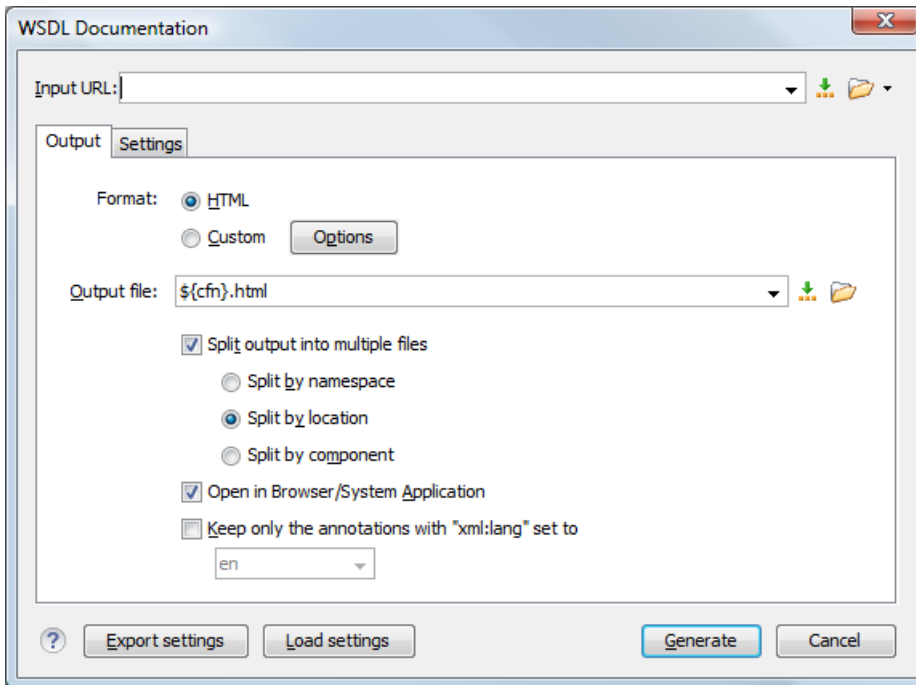 WSDL Documentation
Input URL:
Output Settings
Format: HTML
Custom Options
Output file: ${cfn}.html
Split output into multiple files
Split by namespace
Split by location
Split by component
Open in Browser/System Application
Keep only the annotations with "xml:lang" set to
en
? Export settings Load settings Generate Cancel